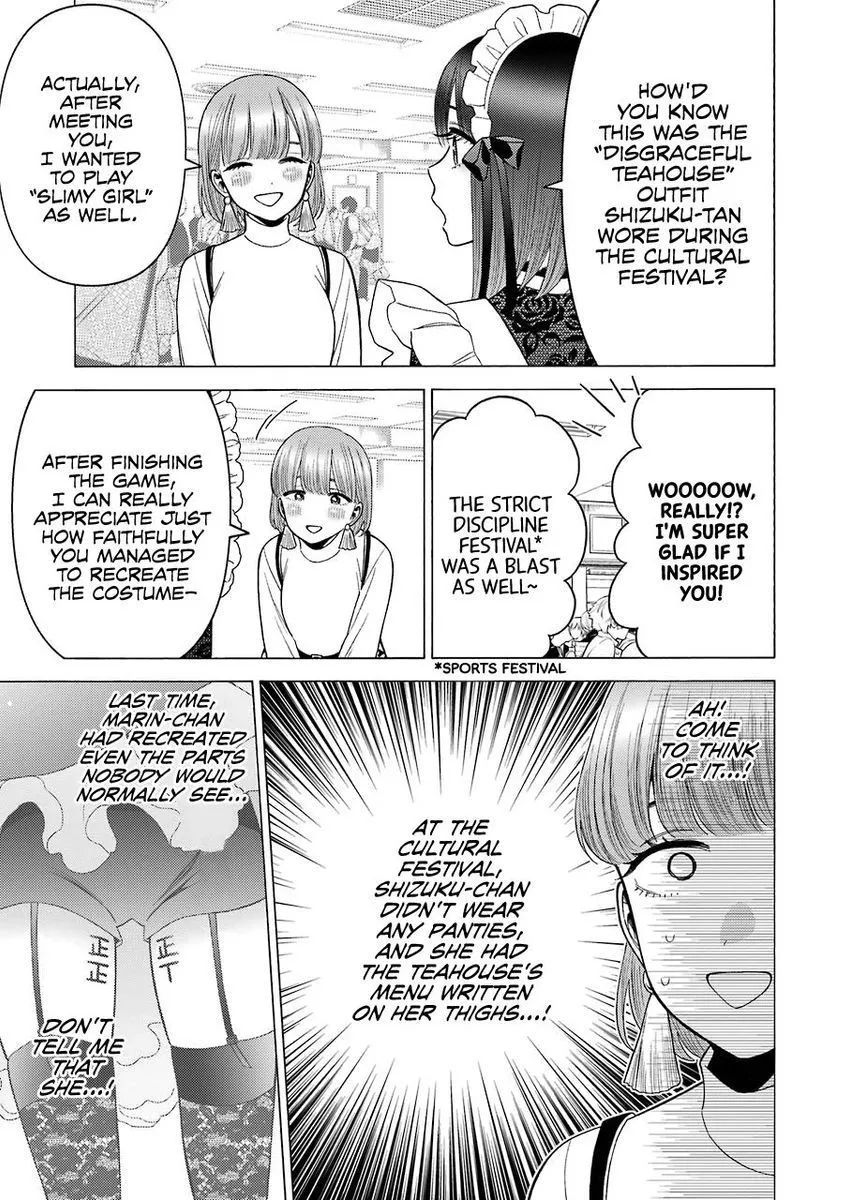 HOW'D
YOU KNOW
THIS WAS THE
"DISGRACEFUL
TEAHOUSE"
OUTFIT
SHIZUKU-TAN
WORE DURING
THE CULTURAL
FESTIVAL?
ACTUALLY,
AFTER
MEETING
YOU,
I WANTED
TO PLAY
"SLIMY GIRL"
AS WELL.
WOOOOOW,
REALLY!?
I'M SUPER
GLAD IF I
INSPIRED
YOU!
THE STRICT
DISCIPLINE
FESTIVAL*
WAS A BLAST
AS WELL~
*SPORTS FESTIVAL
AFTER FINISHING
THE GAME,
I CAN REALLY
APPRECIATE JUST
HOW FAITHFULLY
YOU MANAGED
TO RECREATE
THE COSTUME–
AH!
COME
TO THINK
OF IT...!
AT THE
CULTURAL
FESTIVAL,
SHIZUKU-CHAN
DIDN'T WEAR
ANY PANTIES,
AND SHE HAD
THE TEAHOUSE'S
MENU WRITTEN
ON HER THIGHS...!
LAST TIME,
MARIN-CHAN
HAD RECREATED
EVEN THE PARTS
NOBODY WOULD
NORMALLY SEE...
正
正
正
丅
DON'T
TELL ME
THAT
SHE...!